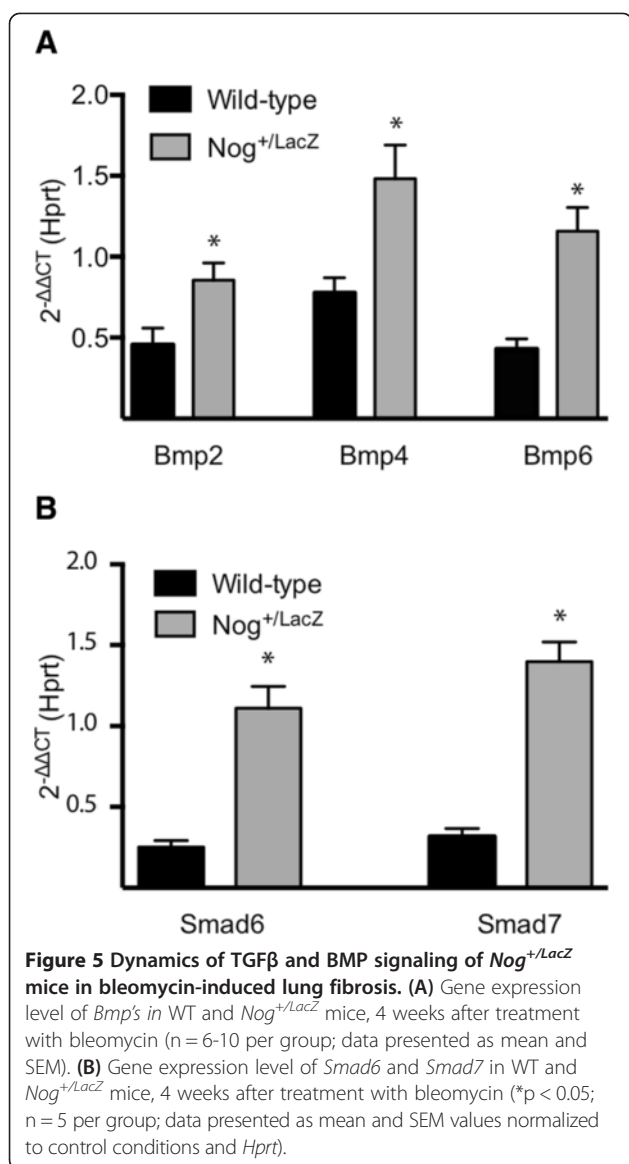 A
2.0
1.5
1.0
0.5
2-ΔΔCT (Hprt)
Wild-type
Nog+/LacZ
*
*
*
Bmp2 Bmp4 Bmp6
B
2.0
1.5
1.0
0.5
2-ΔΔCT (Hprt)
Wild-type
Nog+/LacZ
*
*
Smad6 Smad7
Figure 5 Dynamics of TGFβ and BMP signaling of Nog+/LacZ
mice in bleomycin-induced lung fibrosis. (A) Gene expression
level of Bmp's in WT and Nog+/LacZ mice, 4 weeks after treatment
with bleomycin (n = 6-10 per group; data presented as mean and
SEM). (B) Gene expression level of Smad6 and Smad7 in WT and
Nog+/LacZ mice, 4 weeks after treatment with bleomycin (*p < 0.05;
n = 5 per group; data presented as mean and SEM values normalized
to control conditions and Hprt).